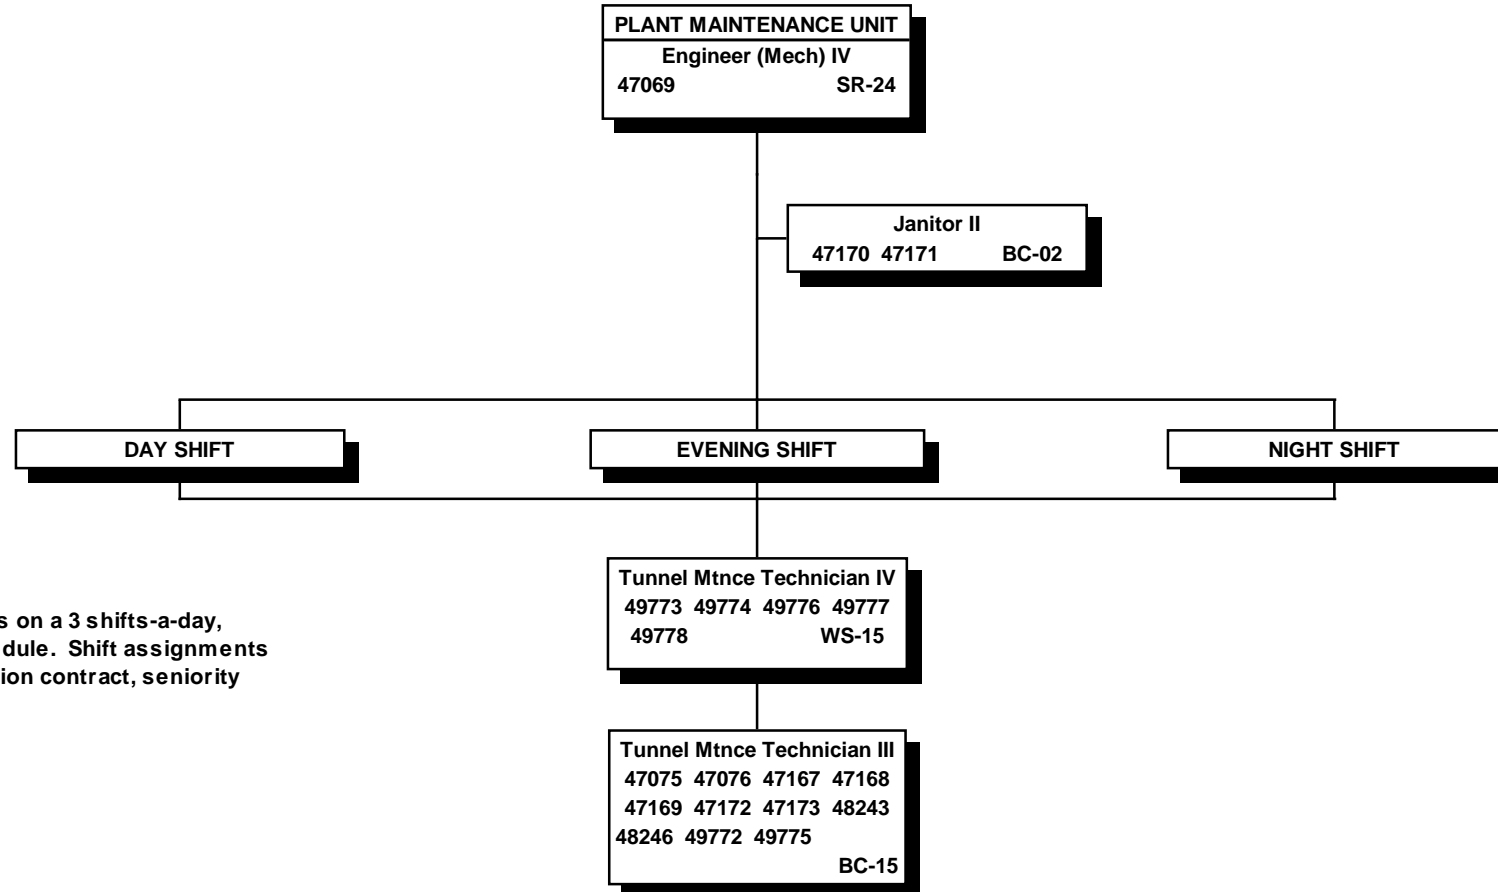 PLANT MAINTENANCE UNIT
Engineer (Mech) IV
47069 SR-24
Janitor II
47170 47171 BC-02
DAY SHIFT
EVENING SHIFT
NIGHT SHIFT
on a 3 shifts-a-day,
Shift assignments
contract, seniority
Tunnel Mtnce Technician IV
49773 49774 49776 49777
49778 WS-15
Tunnel Mtnce Technician III
47075 47076 47167 47168
47169 47172 47173 48243
48246 49772 49775
BC-15